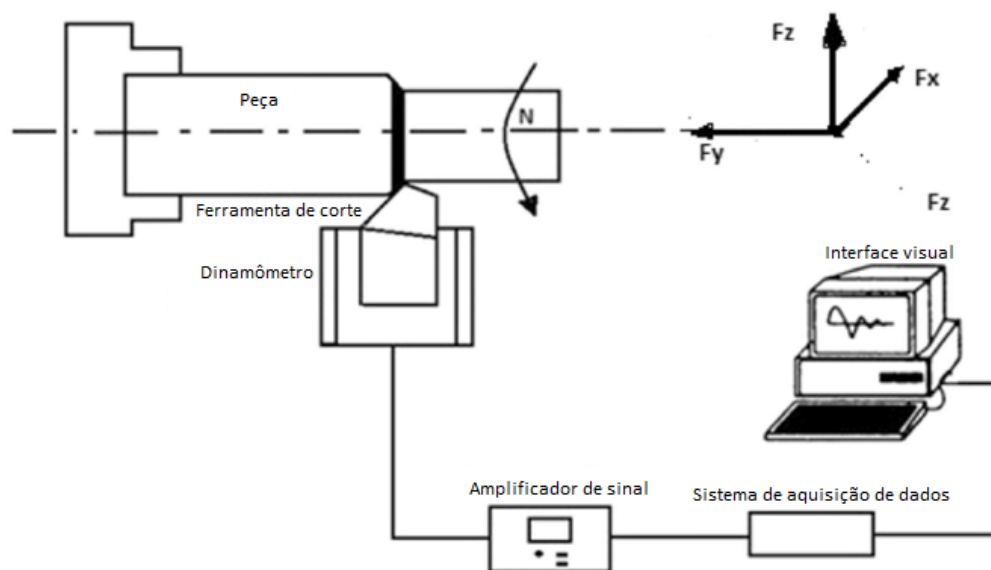 Fz
Fx
Peça
N
Fy
Ferramenta de corte
Fz
Dinamômetro
Interface visual
Amplificador de sinal
Sistema de aquisição de dados